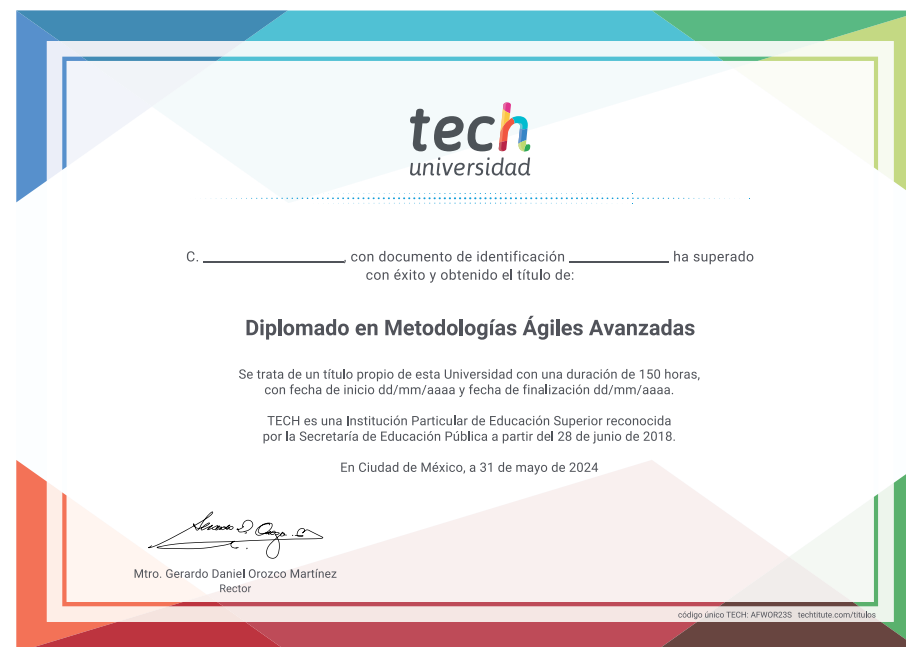 tech
universidad
C. ____________________, con documento de identificación ______________ ha superado
con éxito y obtenido el título de:
Diplomado en Metodologías Ágiles Avanzadas
Se trata de un título propio de esta Universidad con una duración de 150 horas,
con fecha de inicio dd/mm/aaaa y fecha de finalización dd/mm/aaaa.
TECH es una Institución Particular de Educación Superior reconocida
por la Secretaría de Educación Pública a partir del 28 de junio de 2018.
En Ciudad de México, a 31 de mayo de 2024
Mtro. Gerardo Daniel Orozco Martínez
Rector
código único TECH: AFWOR23S techtitute.com/titulos